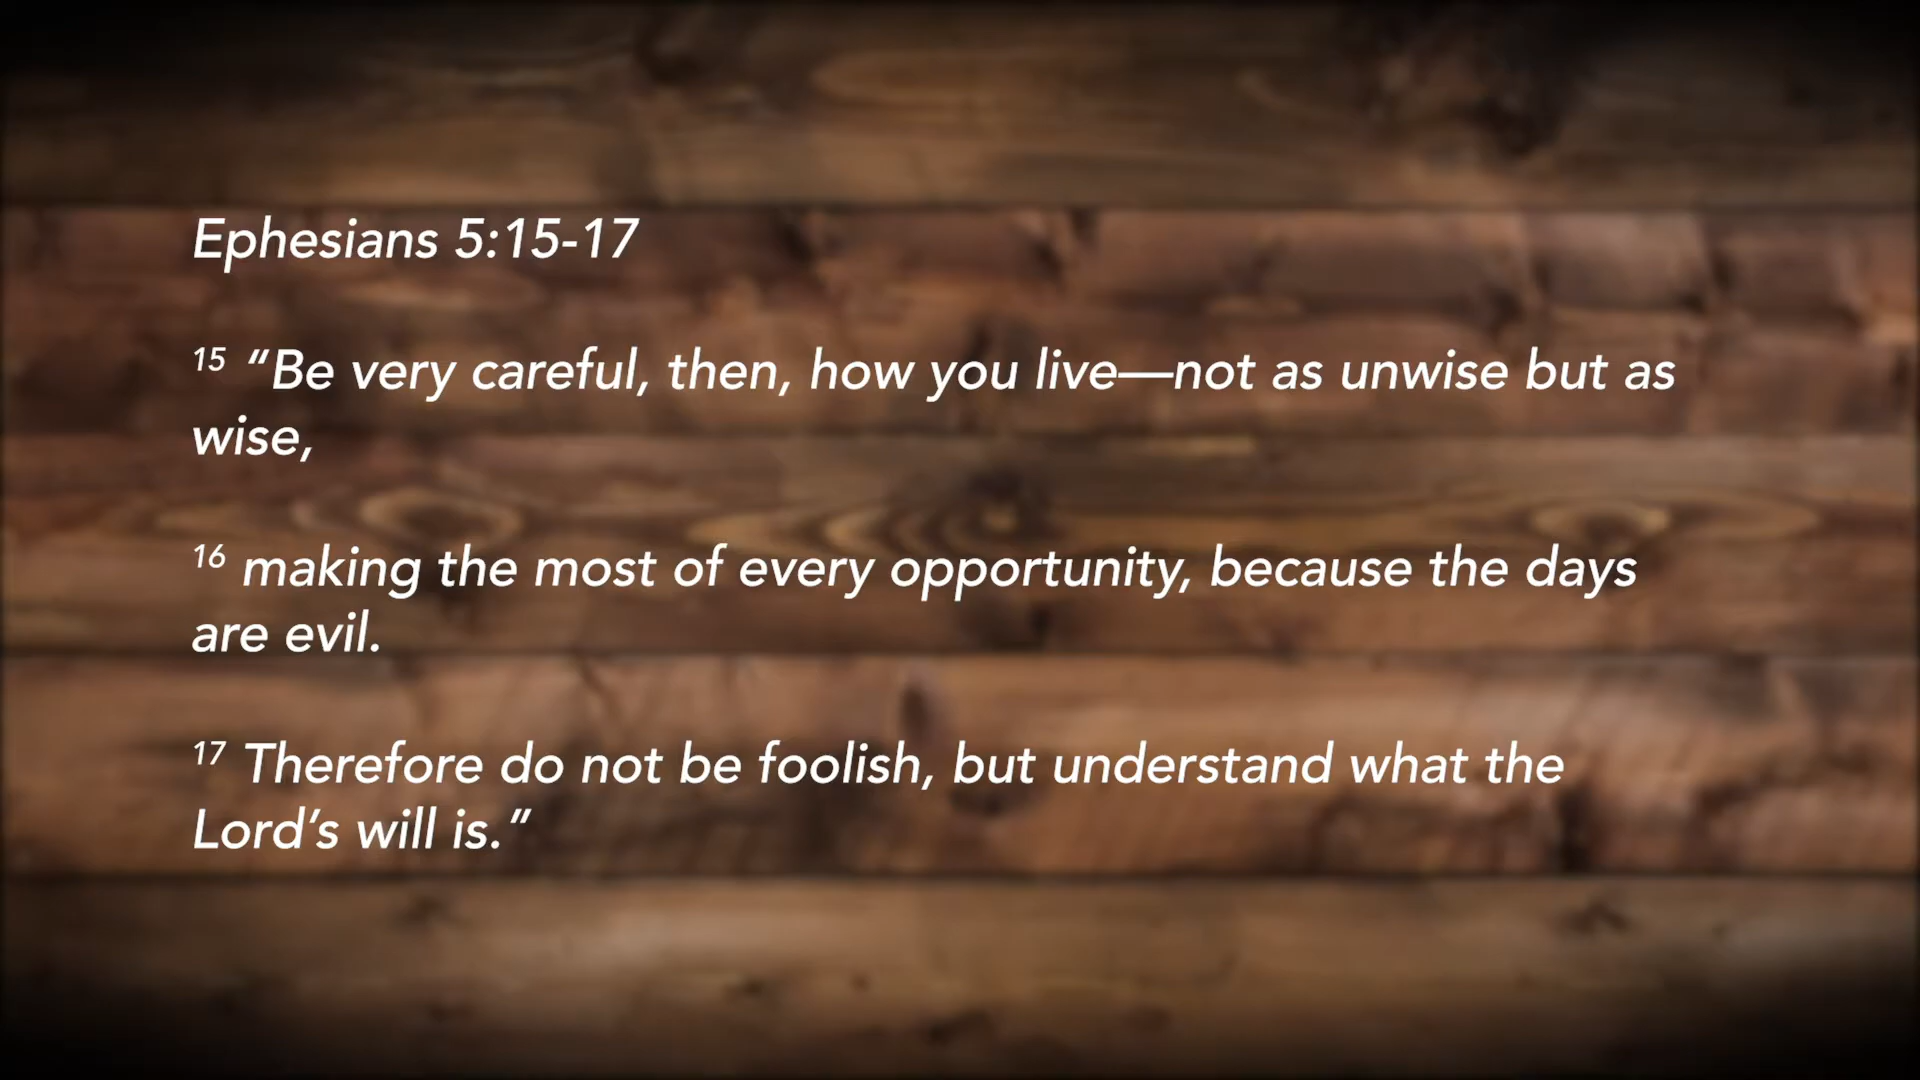 Ephesians 5:15-17
15 “Be very careful, then, how you live—not as unwise but as
wise,
16 making the most of every opportunity, because the days
are evil.
17 Therefore do not be foolish, but understand what the
Lord’s will is.”